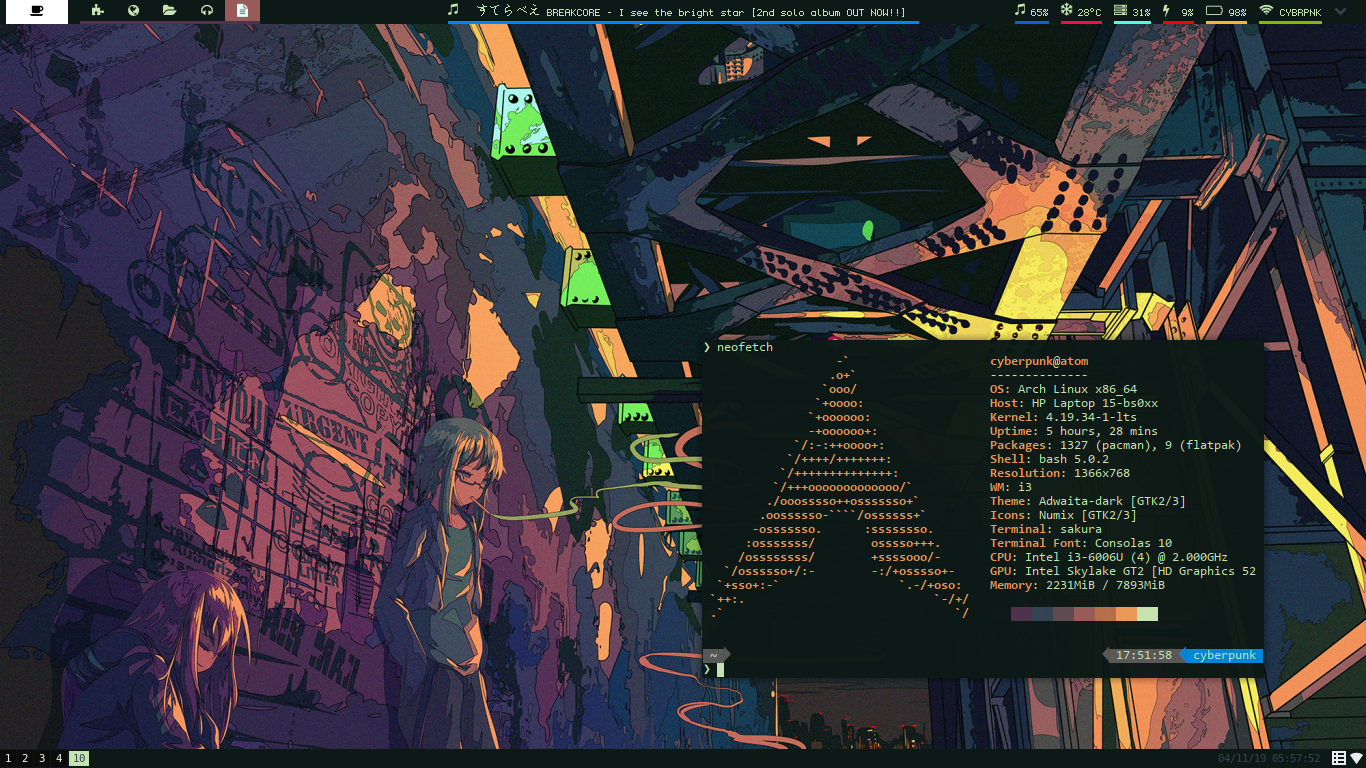 すてらべえ BREAKCORE - I see the bright star [2nd solo album OUT NOW!!]
65%
28°C
31%
9%
98%
CYBRPNK
❯ neofetch
cyberpunk@atom
--------------
OS: Arch Linux x86_64
Host: HP Laptop 15-bs0xx
Kernel: 4.19.34-1-lts
Uptime: 5 hours, 28 mins
Packages: 1327 (pacman), 9 (flatpak)
Shell: bash 5.0.2
Resolution: 1366x768
WM: i3
Theme: Adwaita-dark [GTK2/3]
Icons: Numix [GTK2/3]
Terminal: sakura
Terminal Font: Consolas 10
CPU: Intel i3-6006U (4) @ 2.000GHz
GPU: Intel Skylake GT2 [HD Graphics 52
Memory: 2231MiB / 7893MiB
~
17:51:58
cyberpunk
❯
URGENT
1 2 3 4 10
04/11/19 05:57:52